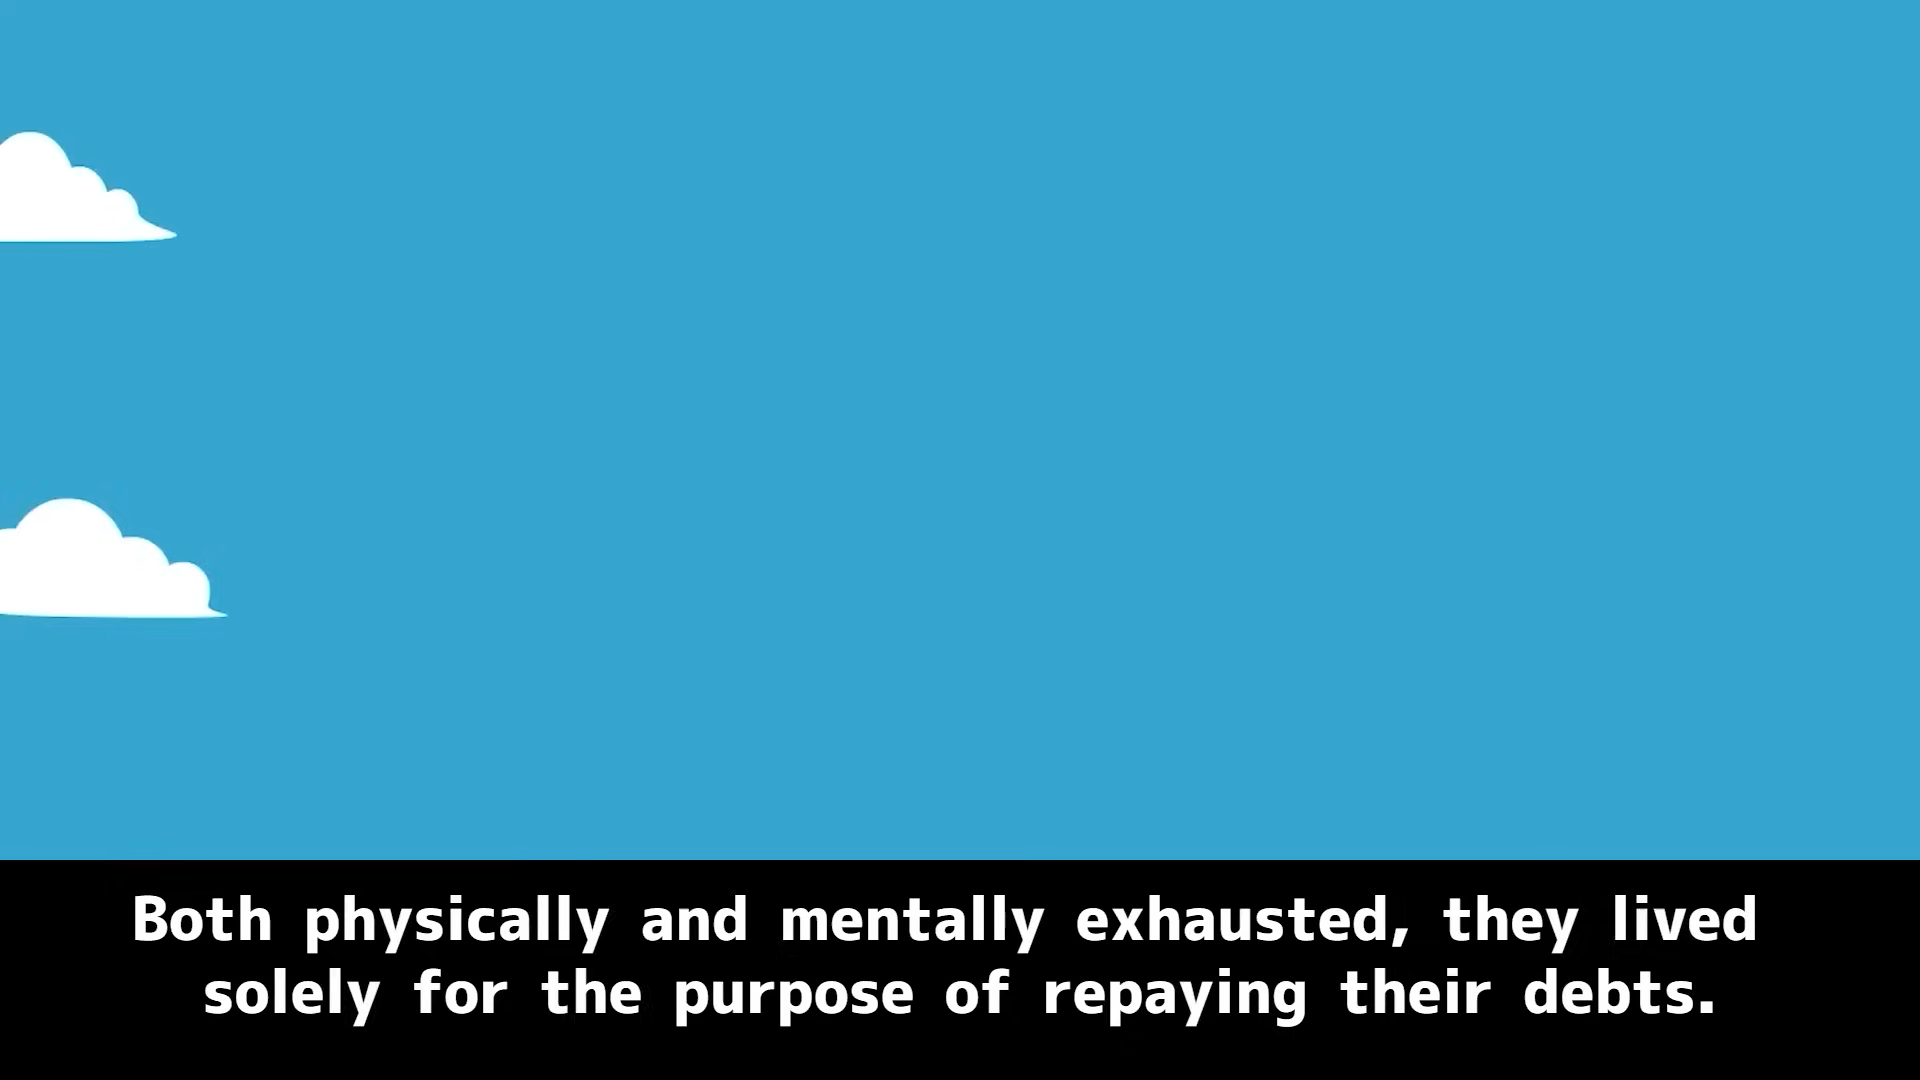 Both physically and mentally exhausted, they lived
solely for the purpose of repaying their debts.